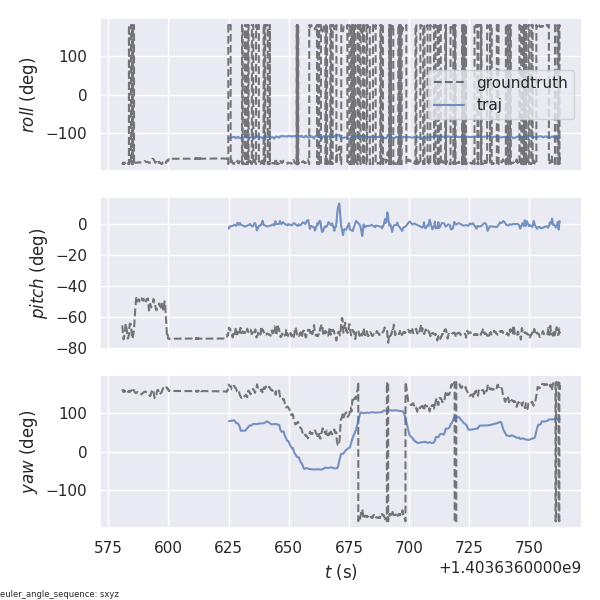 100
0
−100
roll (deg)
groundtruth
traj
0
−20
−40
−60
−80
pitch (deg)
100
0
−100
yaw (deg)
575 600 625 650 675 700 725 750
t (s)
+1.4036360000e9
euler_angle_sequence: sxyz